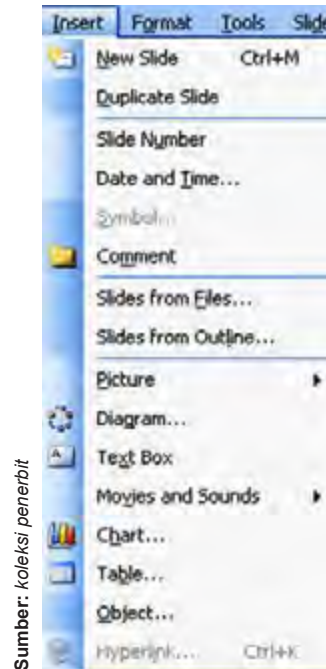 Insert Format Tools Slide
New Slide Ctrl+M
Duplicate Slide
Slide Number
Date and Time...
Symbol...
Comment
Slides from Files...
Slides from Outline...
Picture
Diagram...
Text Box
Movies and Sounds
Chart...
Table...
Object...
Hyperlink... Ctrl+K
Sumber: koleksi penerbit